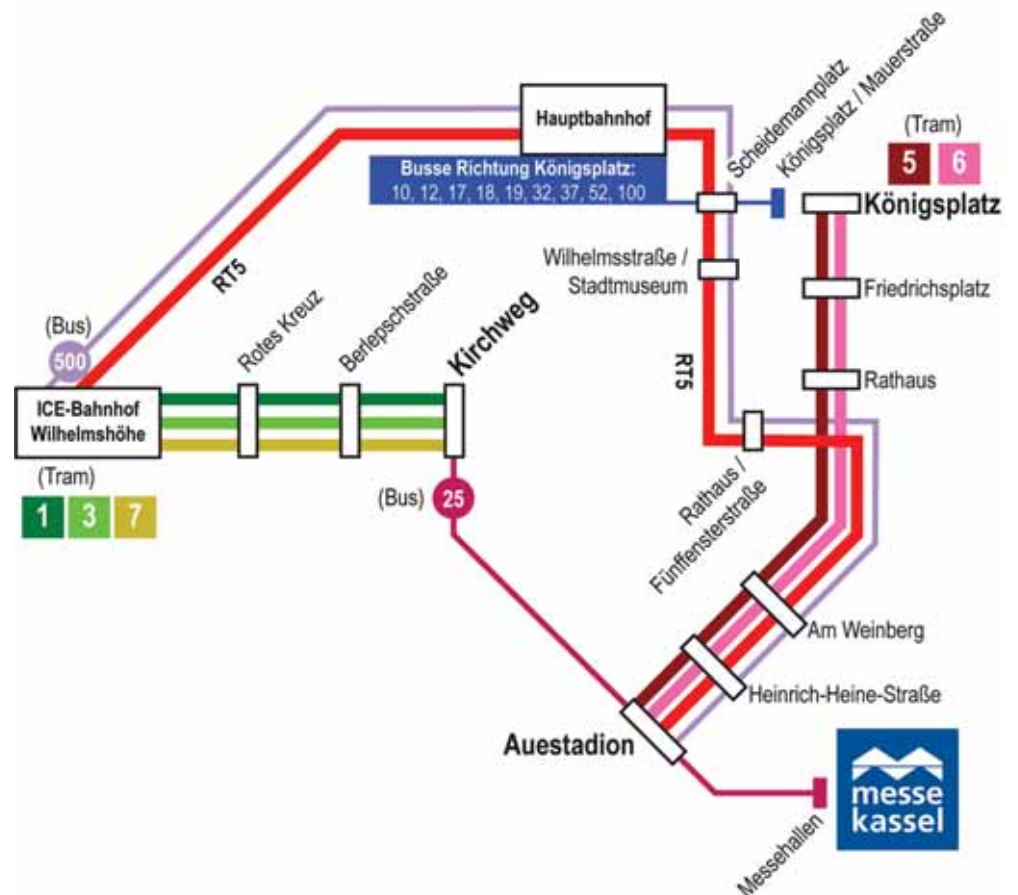 Hauptbahnhof
Busse Richtung Königsplatz:
10, 12, 17, 18, 19, 32, 37, 52, 100
Scheidemannplatz
Königsplatz / Mauerstraße
(Tram)
5 6
Königsplatz
Wilhelmsstraße /
Stadtmuseum
Friedrichsplatz
RT5
RT5
Rathaus
(Bus)
500
Rotes Kreuz
Berlepschstraße
Kirchweg
ICE-Bahnhof
Wilhelmshöhe
(Tram)
1 3 7
(Bus)
25
Rathaus /
Fünffensterstraße
Am Weinberg
Heinrich-Heine-Straße
Auestadion
Messehallen
messe
kassel